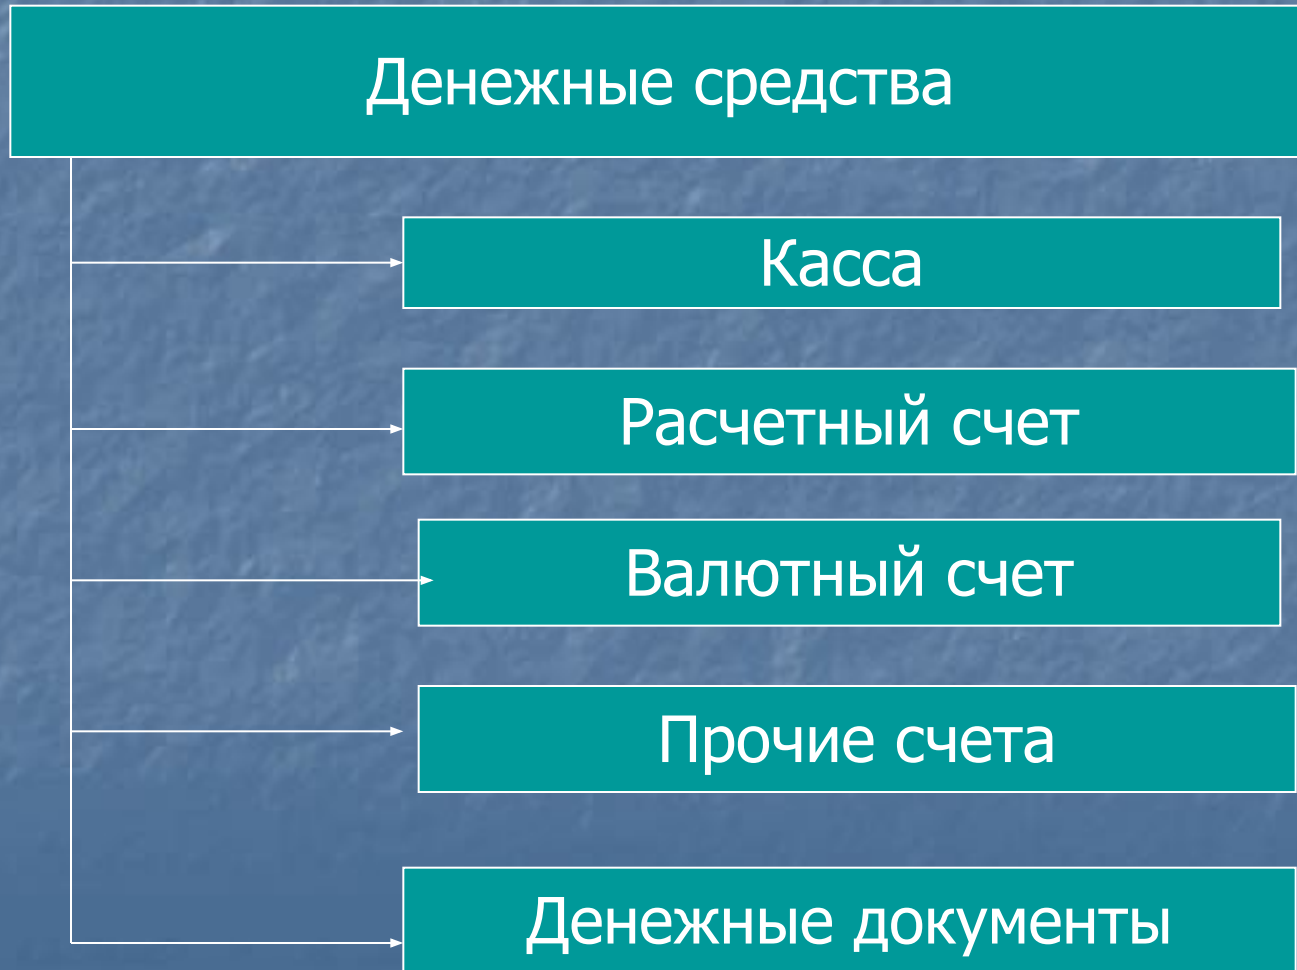 Денежные средства
Касса
Расчетный счет
Валютный счет
Прочие счета
Денежные документы